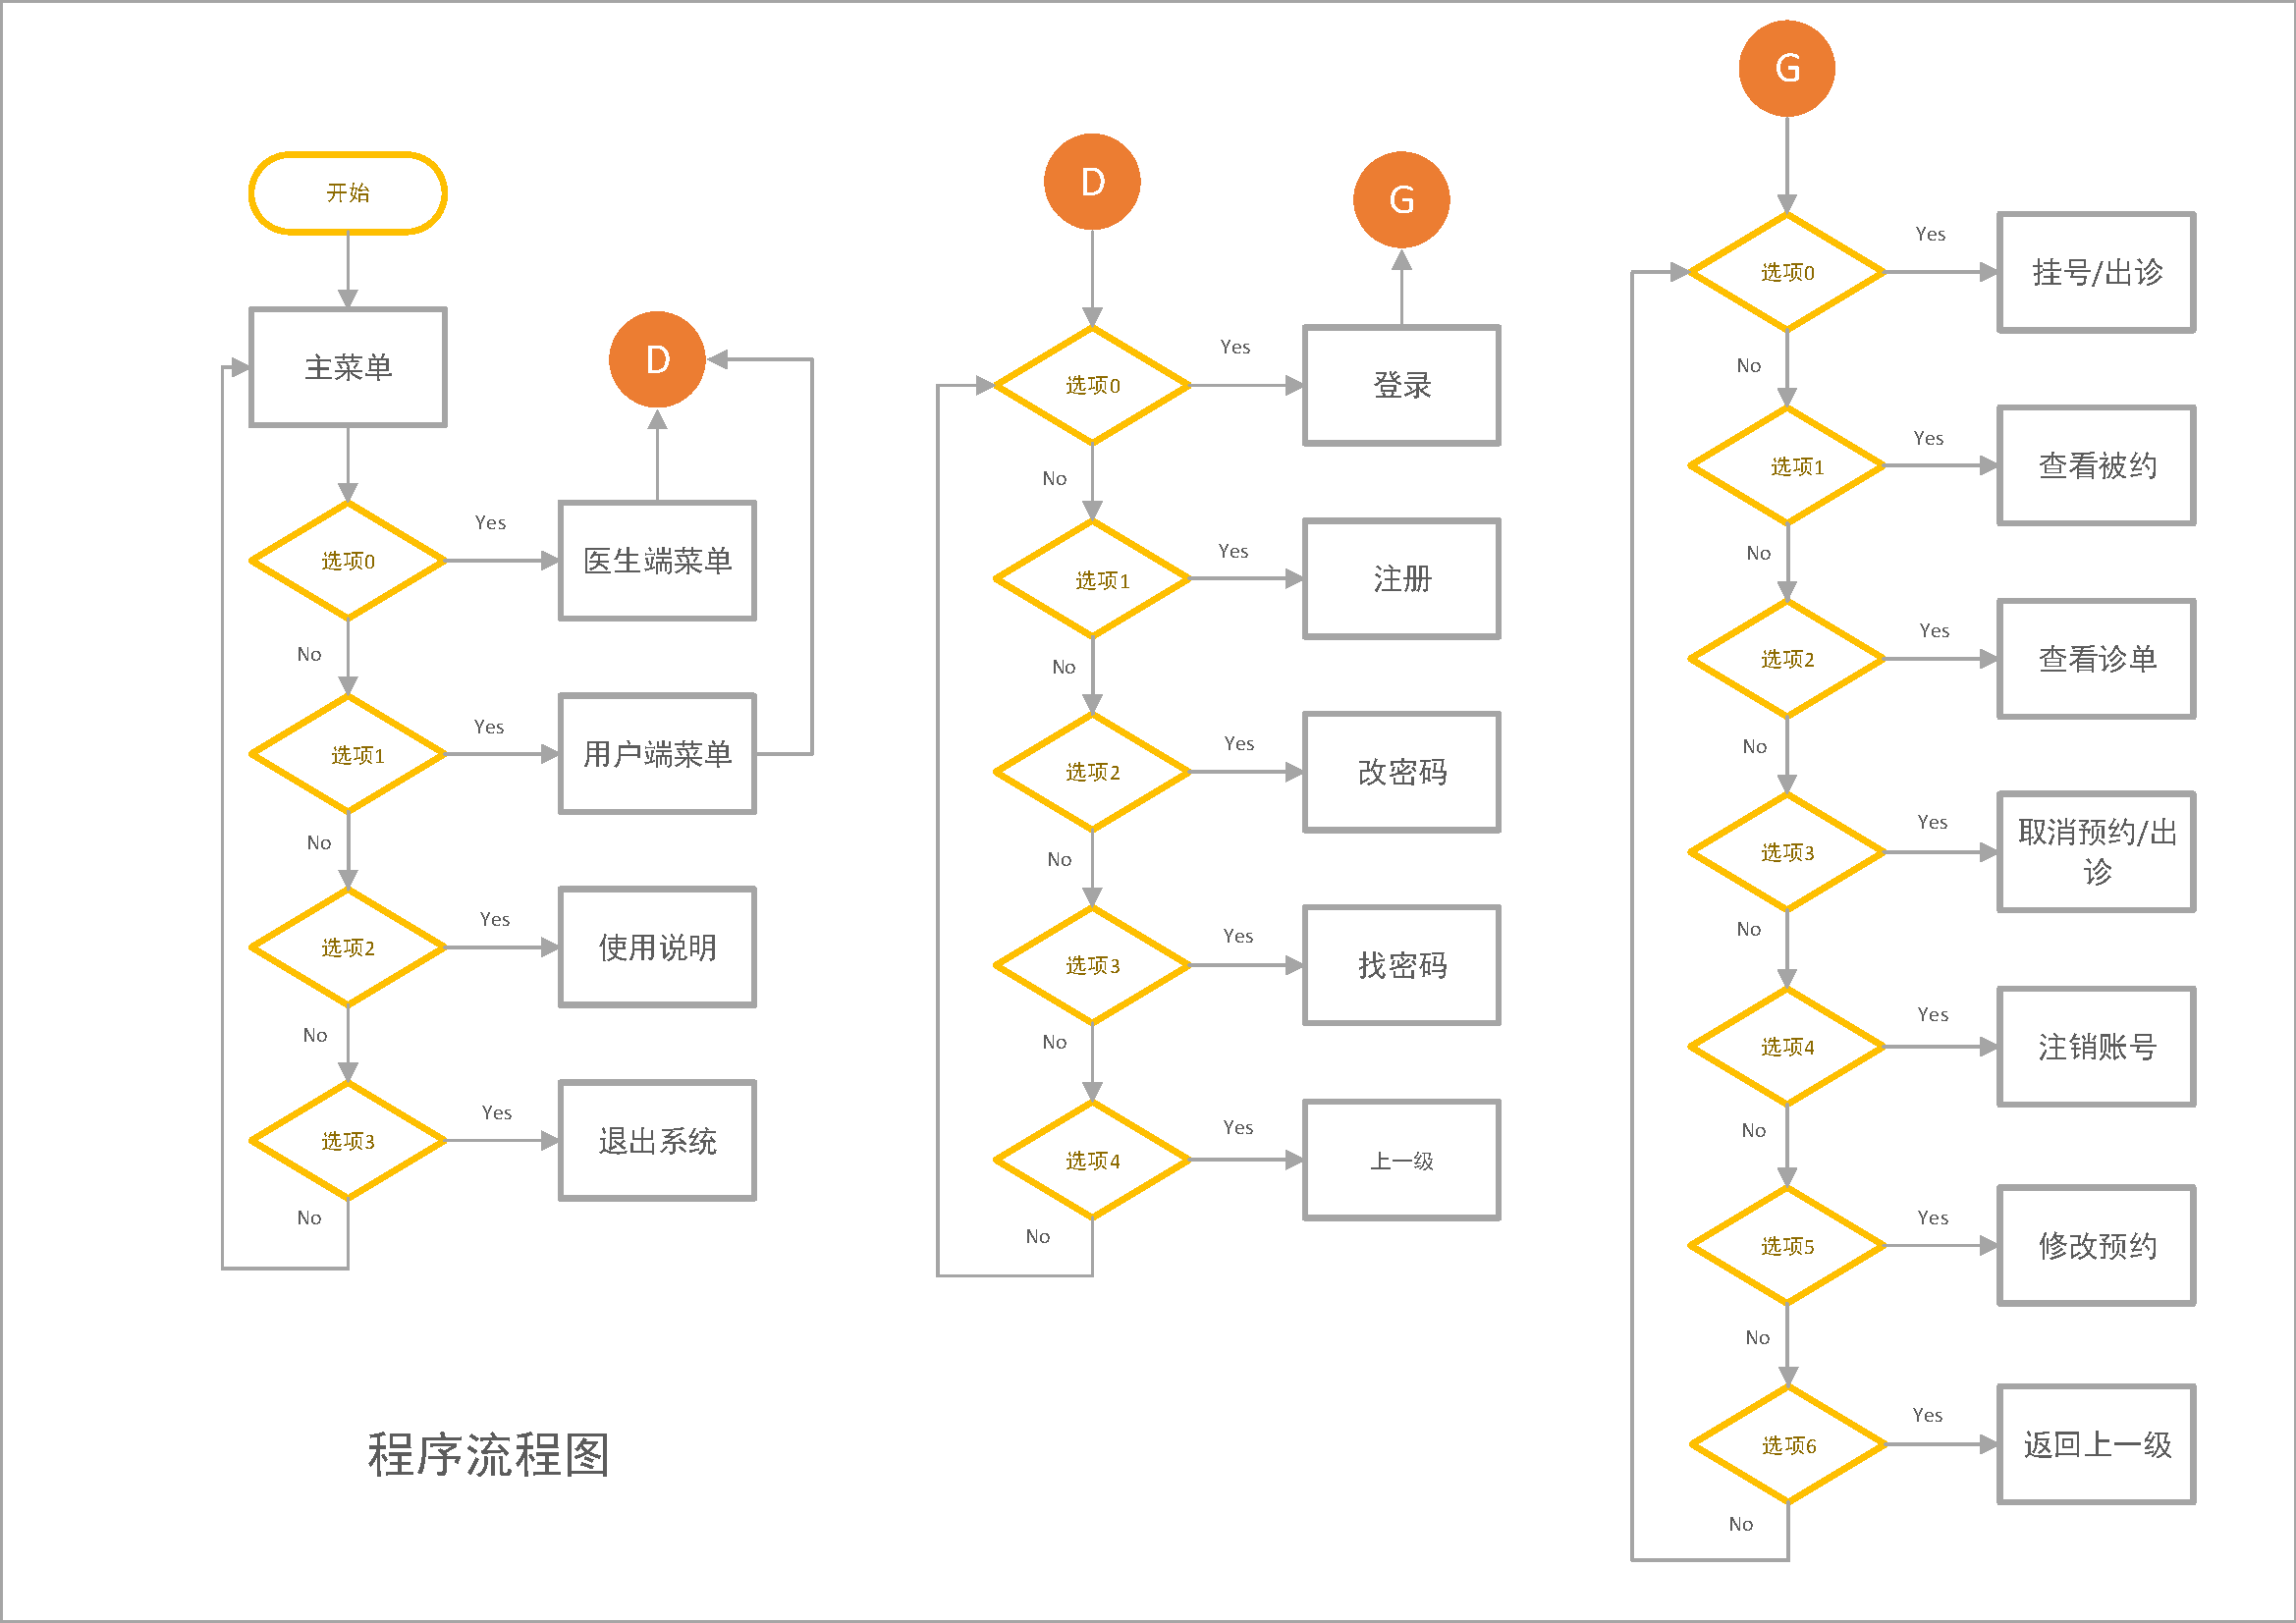 开始
主菜单
D
选项0
Yes
医生端菜单
No
选项1
Yes
用户端菜单
No
选项2
Yes
使用说明
No
选项3
Yes
退出系统
No
程序流程图
D
G
选项0
Yes
登录
No
选项1
Yes
注册
No
选项2
Yes
改密码
No
选项3
Yes
找密码
No
选项4
Yes
上一级
No
G
选项0
Yes
挂号/出诊
No
选项1
Yes
查看被约
No
选项2
Yes
查看诊单
No
选项3
Yes
取消预约/出
诊
No
选项4
Yes
注销账号
No
选项5
Yes
修改预约
No
选项6
Yes
返回上一级
No